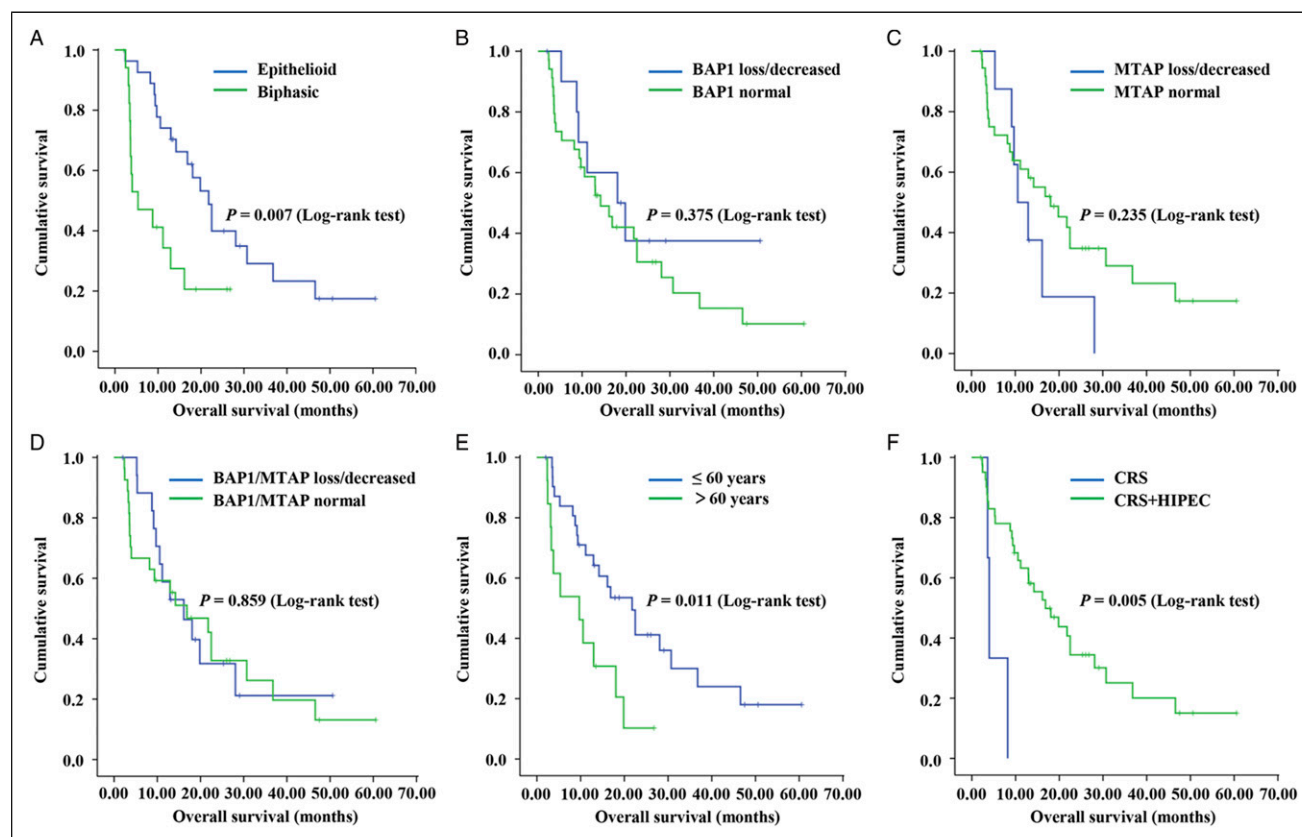 A
1.0
0.8
0.6
0.4
0.2
0.0
Cumulative survival
Epithelioid
Biphasic
P = 0.007 (Log-rank test)
0.00 10.00 20.00 30.00 40.00 50.00 60.00 70.00
Overall survival (months)
B
1.0
0.8
0.6
0.4
0.2
0.0
Cumulative survival
BAP1 loss/decreased
BAP1 normal
P = 0.375 (Log-rank test)
0.00 10.00 20.00 30.00 40.00 50.00 60.00 70.00
Overall survival (months)
C
1.0
0.8
0.6
0.4
0.2
0.0
Cumulative survival
MTAP loss/decreased
MTAP normal
P = 0.235 (Log-rank test)
0.00 10.00 20.00 30.00 40.00 50.00 60.00 70.00
Overall survival (months)
D
1.0
0.8
0.6
0.4
0.2
0.0
Cumulative survival
BAP1/MTAP loss/decreased
BAP1/MTAP normal
P = 0.859 (Log-rank test)
0.00 10.00 20.00 30.00 40.00 50.00 60.00 70.00
Overall survival (months)
E
1.0
0.8
0.6
0.4
0.2
0.0
Cumulative survival
≤ 60 years
> 60 years
P = 0.011 (Log-rank test)
0.00 10.00 20.00 30.00 40.00 50.00 60.00 70.00
Overall survival (months)
F
1.0
0.8
0.6
0.4
0.2
0.0
Cumulative survival
CRS
CRS+HIPEC
P = 0.005 (Log-rank test)
0.00 10.00 20.00 30.00 40.00 50.00 60.00 70.00
Overall survival (months)